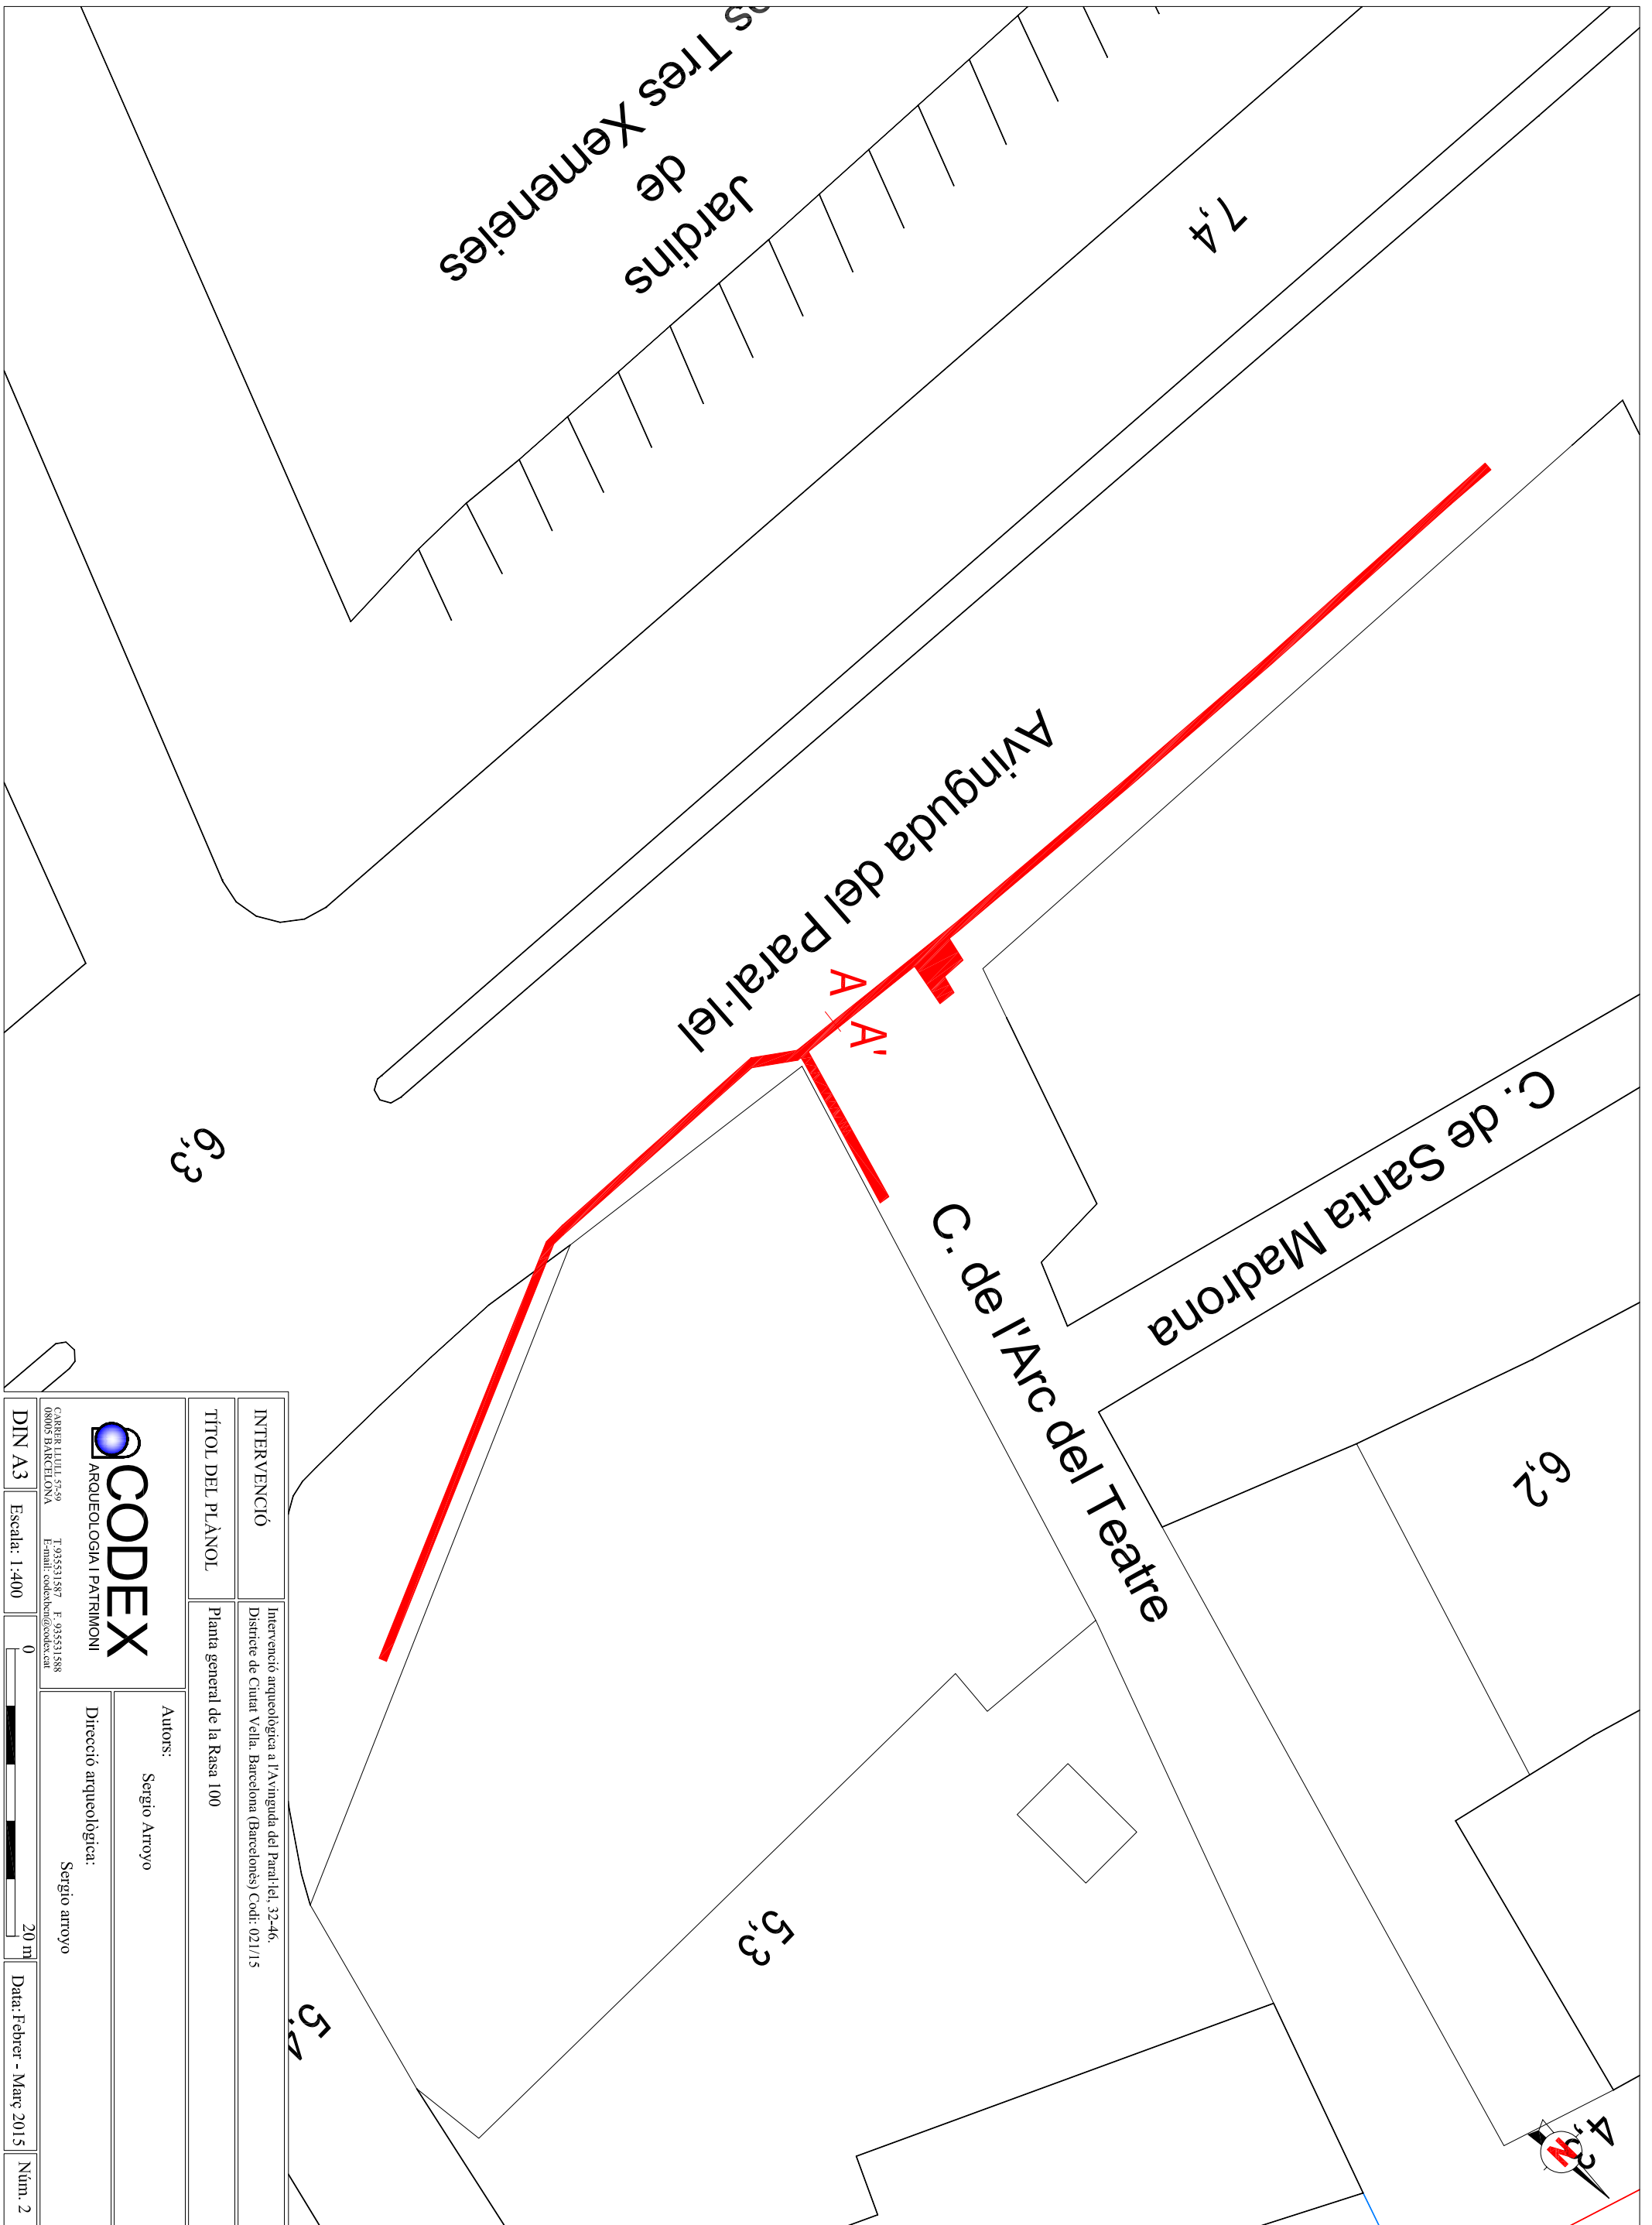 Jardins
de
Tres Xemeneies
7,4
Avinguda del Paral·lel
A
A'
C. de Santa Madrona
C. de l'Arc del Teatre
6,3
6,2
5,3
5,4
N
INTERVENCIÓ
Intervenció arqueològica a l'Avinguda del Paral·lel, 32-46.
Districte de Ciutat Vella. Barcelona (Barcelonès) Codi: 021/15
TÍTOL DEL PLÀNOL
Planta general de la Rasa 100
CODEX
ARQUEOLOGIA I PATRIMONI
CARRER LLULL 57-59
08005 BARCELONA
T:935531587 F: 935531588
E-mail: codexbcn@codex.cat
Autors:
Sergio Arroyo
Direcció arqueològica:
Sergio arroyo
DIN A3
Escala: 1:400
0
20 m
Data: Febrer - Març 2015
Núm. 2